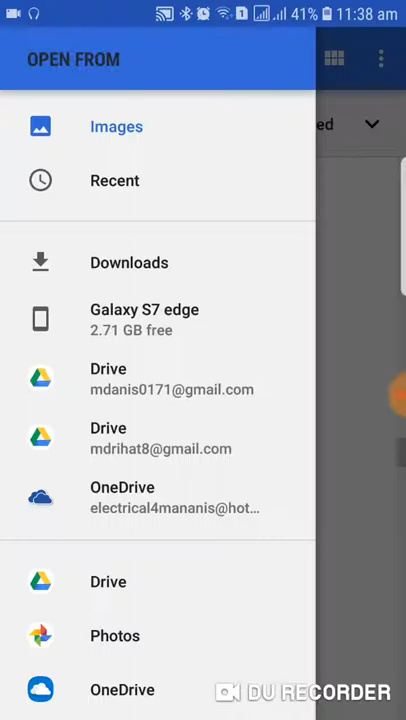 1 41% 11:38 am
OPEN FROM
ed
Images
Recent
Downloads
Galaxy S7 edge
2.71 GB free
Drive
mdanis0171@gmail.com
Drive
mdrihat8@gmail.com
OneDrive
electrical4mananis@hot...
Drive
Photos
OneDrive
DU RECORDER